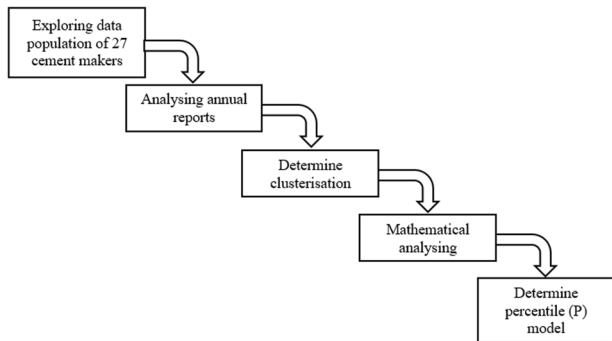 Exploring data
population of 27
cement makers
Analysing annual
reports
Determine
clusterisation
Mathematical
analysing
Determine
percentile (P)
model